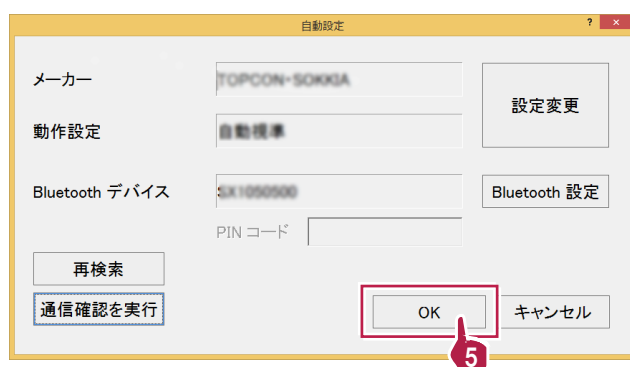 自動設定
? ×
メーカー
TOPCON-SOKKIA
設定変更
動作設定
自動視準
Bluetooth デバイス
SX1050500
Bluetooth 設定
PIN コード
再検索
通信確認を実行
OK
キャンセル
5